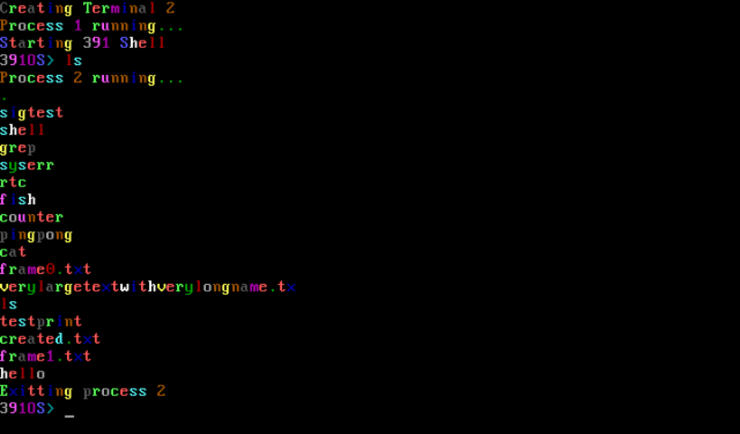 Creating Terminal 2
Process 1 running...
Starting 391 Shell
391OS> ls
Process 2 running...
.
sigtest
shell
grep
syserr
rtc
fish
counter
pingpong
cat
frame0.txt
verylargetextwithverylongname.tx
ls
testprint
created.txt
frame1.txt
hello
Exitting process 2
391OS> _